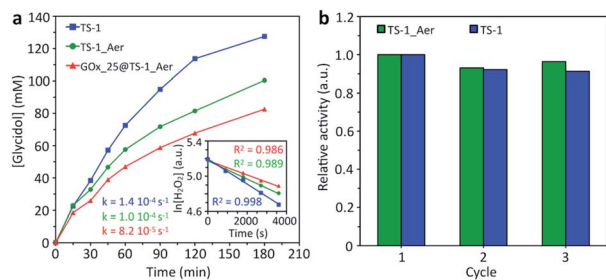 a
TS-1
TS-1_Aer
GOx_25@TS-1_Aer
[Glycidol] (mM)
140
120
100
80
60
40
20
0
0 30 60 90 120 150 180 210
Time (min)
k = 1.4 10⁻⁴ s⁻¹
k = 1.0 10⁻⁴ s⁻¹
k = 8.2 10⁻⁵ s⁻¹
ln[H₂O₂] (a.u.)
5.4
5.0
4.6
R² = 0.986
R² = 0.989
R² = 0.998
0 2000 4000
Time (s)
b
TS-1_Aer TS-1
Relative activity (a.u.)
1.2
1.0
0.8
0.6
0.4
0.2
0
1 2 3
Cycle